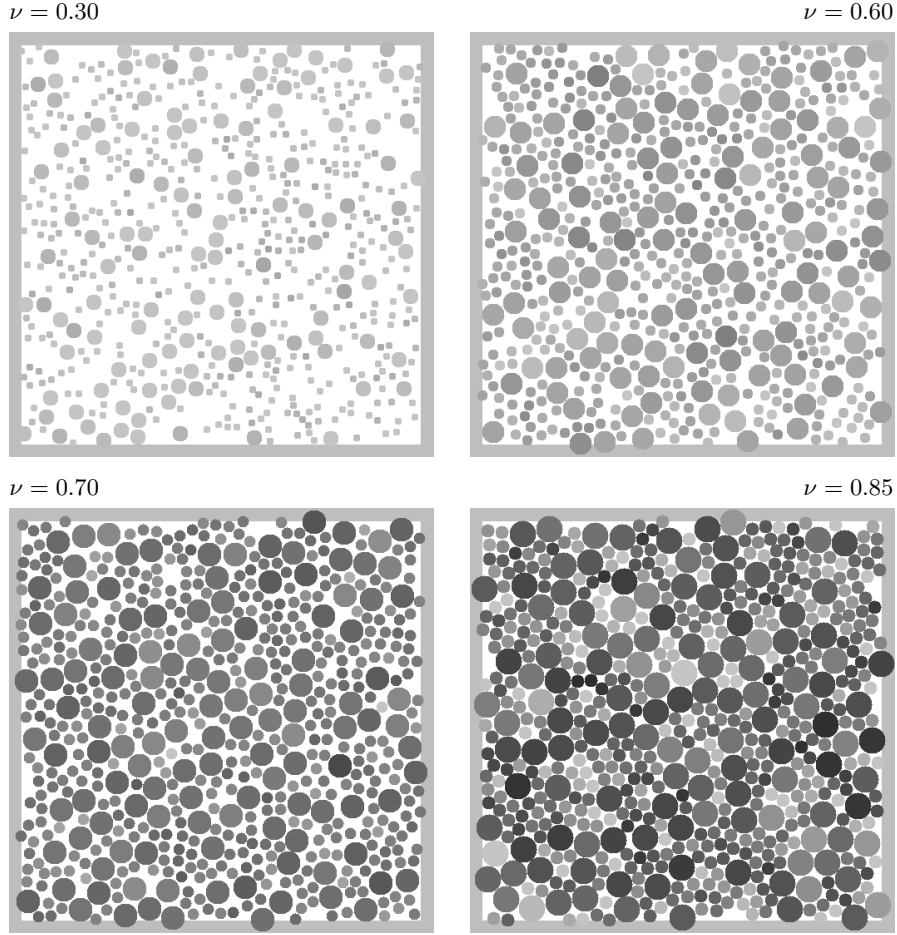 ν = 0.30
ν = 0.60
ν = 0.70
ν = 0.85